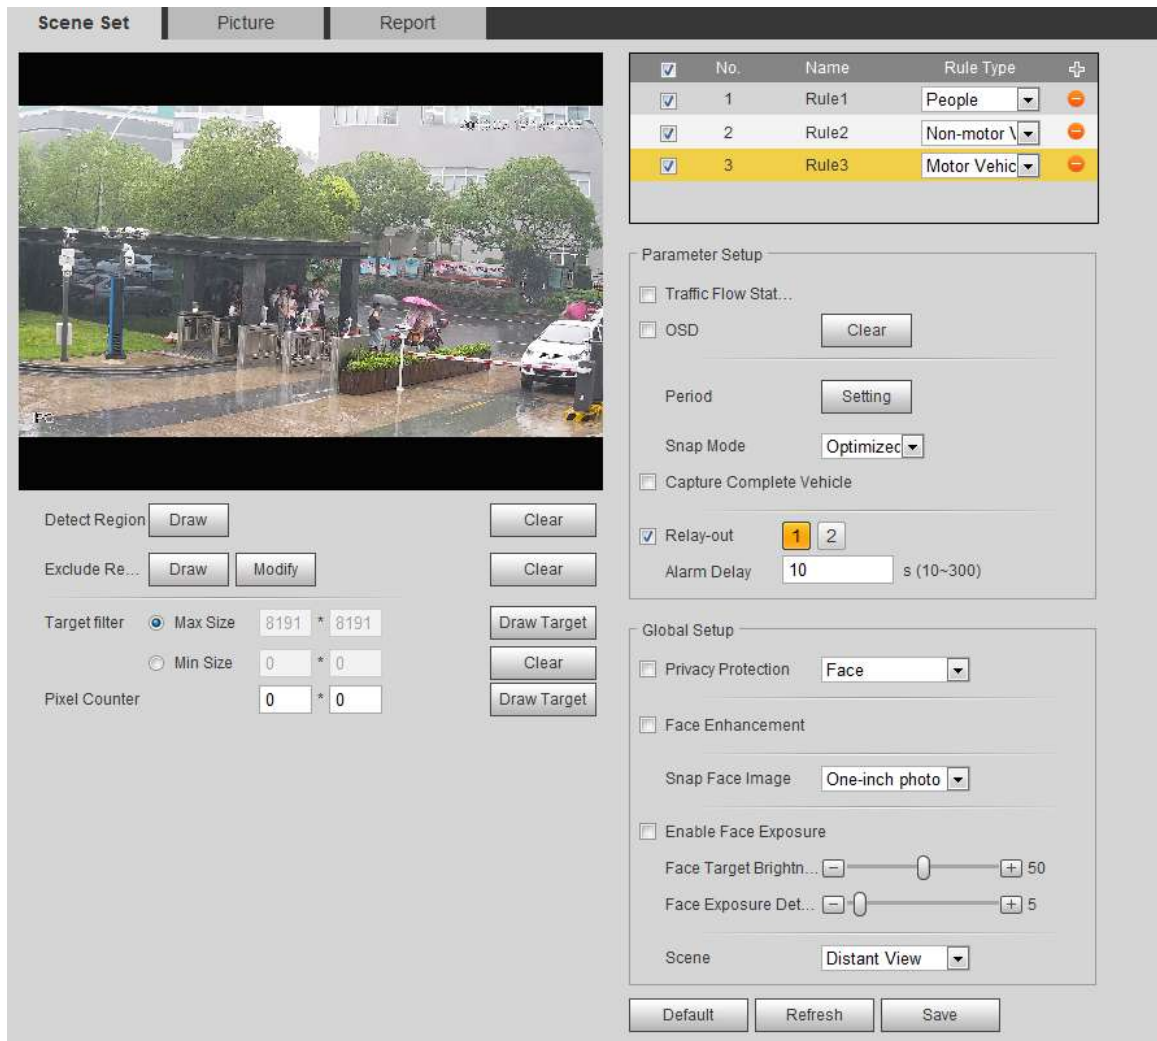 Scene Set Picture Report
No. Name Rule Type
1 Rule1 People
2 Rule2 Non-motor V
3 Rule3 Motor Vehic
Parameter Setup
Traffic Flow Stat...
OSD Clear
Period Setting
Snap Mode Optimized
Capture Complete Vehicle
Relay-out 1 2
Alarm Delay 10 s (10~300)
Detect Region Draw Clear
Exclude Re... Draw Modify Clear
Target filter Max Size 8191 * 8191 Draw Target
Min Size 0 * 0 Clear
Pixel Counter 0 * 0 Draw Target
Global Setup
Privacy Protection Face
Face Enhancement
Snap Face Image One-inch photo
Enable Face Exposure
Face Target Brightn... 50
Face Exposure Det... 5
Scene Distant View
Default Refresh Save